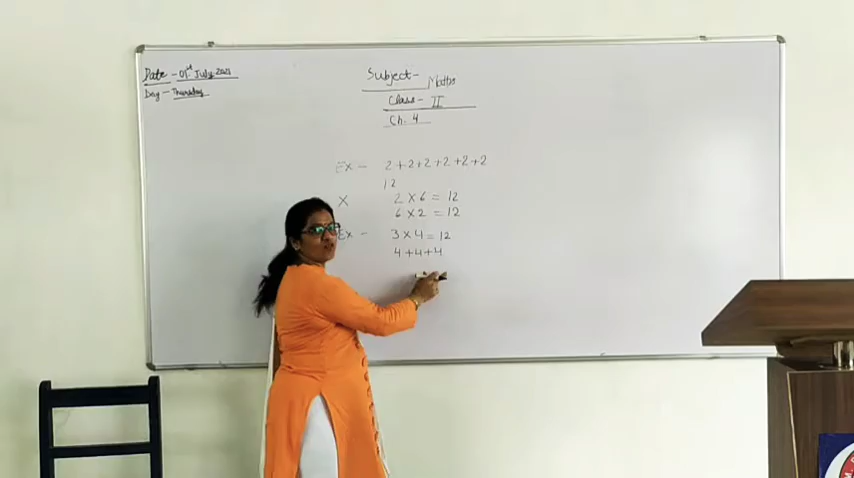 Date - 01st July 2021
Day - Thursday
Subject - Maths
Class - II
Ch. 4
Ex - 2+2+2+2+2+2
12
X 2 × 6 = 12
6 × 2 = 12
Ex - 3 × 4 = 12
4 + 4 + 4